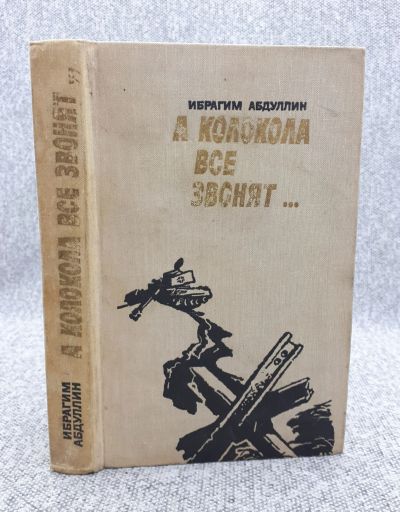 ИБРАГИМ АБДУЛЛИН
А КОЛОКОЛА
ВСЕ
ЗВОНЯТ...
ИБРАГИМ
АБДУЛЛИН
А КОЛОКОЛА ВСЕ ЗВОНЯТ...